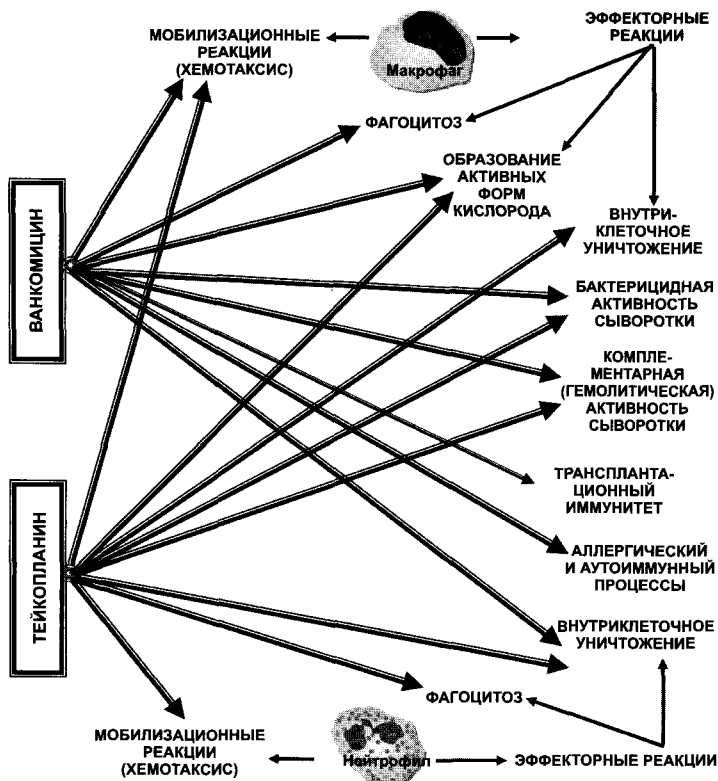 МОБИЛИЗАЦИОННЫЕ
РЕАКЦИИ
(ХЕМОТАКСИС)
Макрофаг
ЭФФЕКТОРНЫЕ
РЕАКЦИИ
ФАГОЦИТОЗ
ОБРАЗОВАНИЕ
АКТИВНЫХ
ФОРМ
КИСЛОРОДА
ВНУТРИ-
КЛЕТОЧНОЕ
УНИЧТОЖЕНИЕ
ВАНКОМИЦИН
БАКТЕРИЦИДНАЯ
АКТИВНОСТЬ
СЫВОРОТКИ
КОМПЛЕ-
МЕНТАРНАЯ
(ГЕМОЛИТИЧЕСКАЯ)
АКТИВНОСТЬ
СЫВОРОТКИ
ТРАНСПЛАНТА-
ЦИОННЫЙ
ИММУНИТЕТ
ТЕЙКОПЛАНИН
АЛЛЕРГИЧЕСКИЙ
И АУТОИММУННЫЙ
ПРОЦЕССЫ
ВНУТРИКЛЕТОЧНОЕ
УНИЧТОЖЕНИЕ
ФАГОЦИТОЗ
МОБИЛИЗАЦИОННЫЕ
РЕАКЦИИ
(ХЕМОТАКСИС)
Нейтрофил
ЭФФЕКТОРНЫЕ РЕАКЦИИ